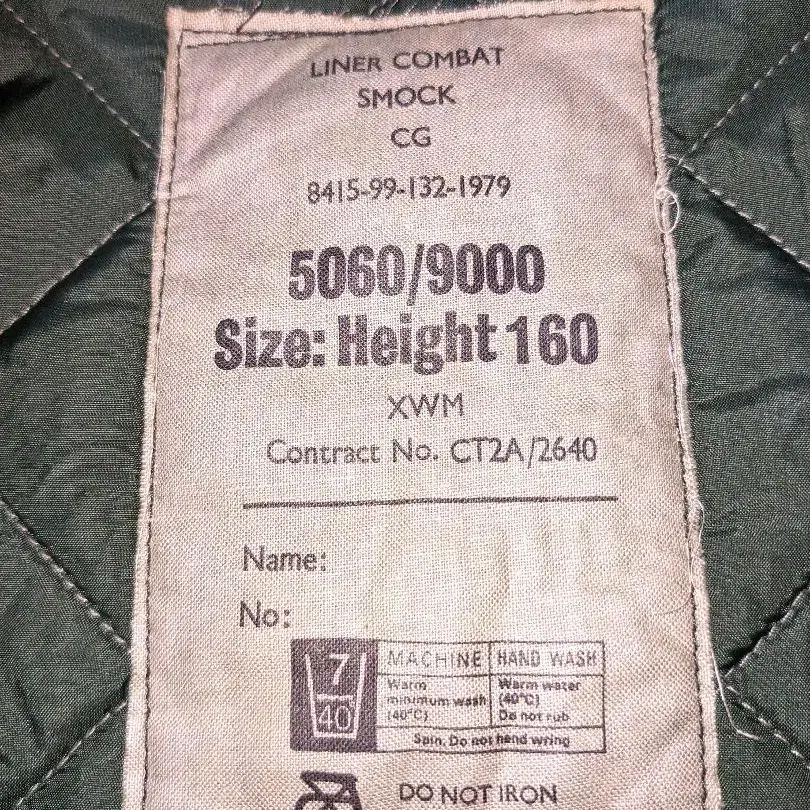 LINER COMBAT
SMOCK
CG
8415-99-132-1979
5060/9000
Size: Height 160
XWM
Contract No. CT2A/2640
Name:
No:
7
40
MACHINE HAND WASH
Warm Warm water
minimum wash (40°C)
(40°C) Do not rub
Spin. Do not hand wring
DO NOT IRON